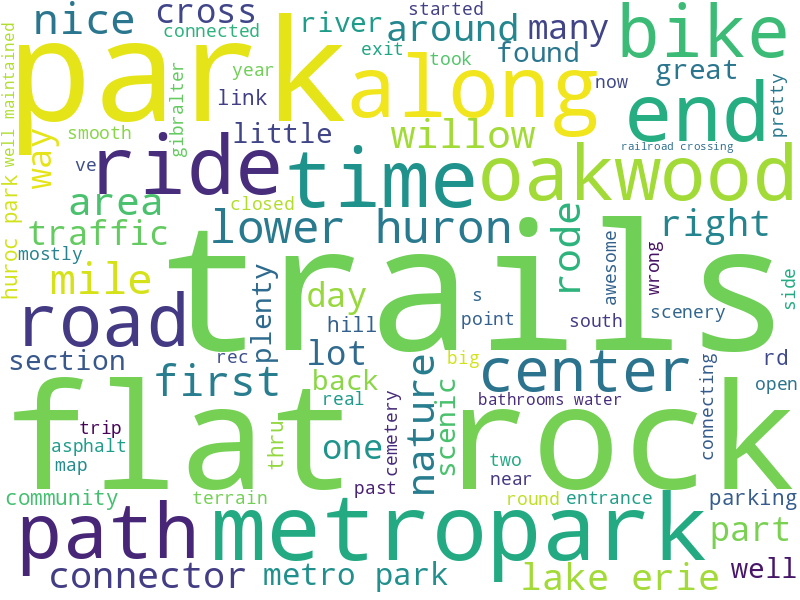 nice
cross
connected
river
started
around
many
bike
park
along
exit
took
found
great
link
year
now
end
pretty
well maintained
way
smooth
gibralter
little
willow
railroad crossing
ve
ride
time
oakwood
area
closed
traffic
lower huron
rode
right
huroc park
mostly
mile
trails
awesome
wrong
side
road
plenty
day
s
hill
point
south
scenery
section
rec
lot
first
back
nature
big
center
rd
flat rock
real
scenic
bathrooms water
connecting
open
trip
asphalt
map
thru
one
cemetery
two
near
past
community
terrain
round
entrance
parking
path
metropark
part
connector
metro park
lake erie
well